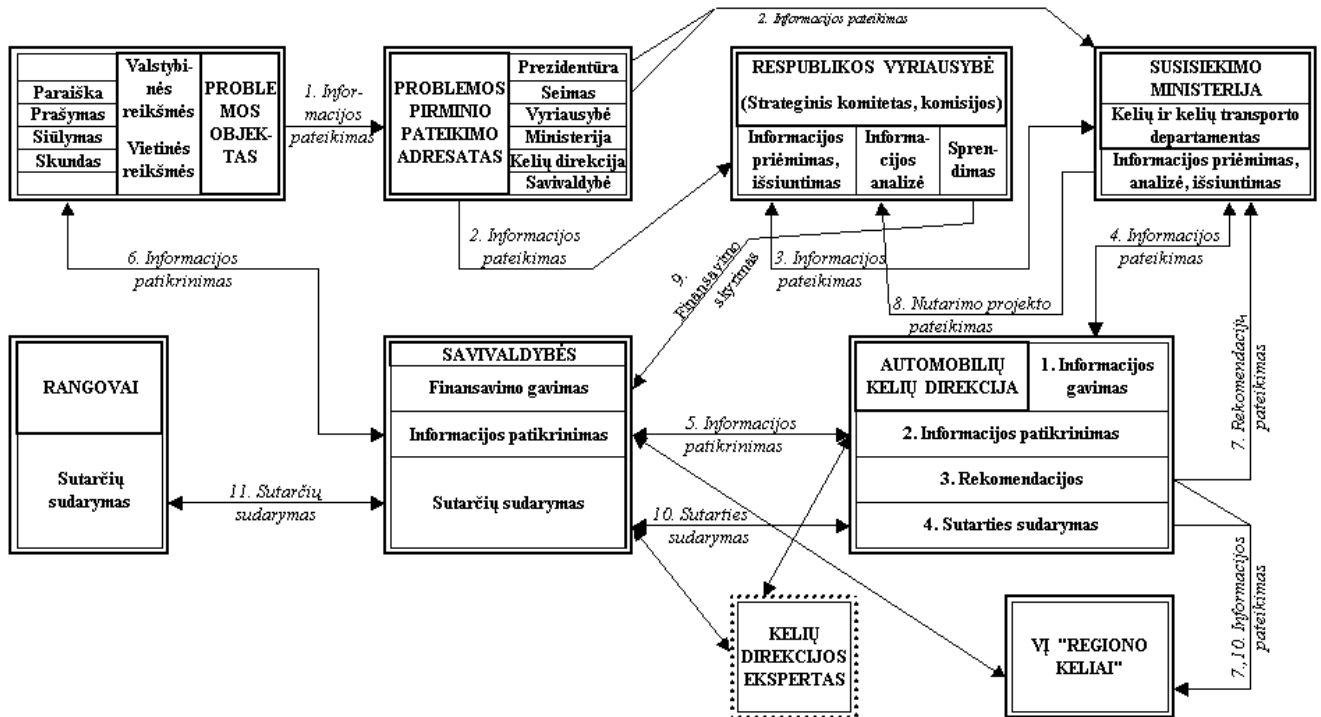 2. Informacijos pateikimas
Paraiška
Prašymas
Siūlymas
Skundas
Valstybi-
nės
reikšmės
Vietinės
reikšmės
PROBLE
MOS
OBJEK-
TAS
1. Infor-
macijos
pateikimas
PROBLEMOS
PIRMINIO
PATEIKIMO
ADRESATAS
Prezidentūra
Seimas
Vyriausybė
Ministerija
Kelių direkcija
Savivaldybė
RESPUBLIKOS VYRIAUSYBĖ
(Strateginis komitetas, komisijos)
Informacijos
priėmimas,
išsiuntimas
Informa-
cijos
analizė
Spren-
dimas
SUSISIEKIMO
MINISTERIJA
Kelių ir kelių transporto
departamentas
Informacijos priėmimas,
analizė, išsiuntimas
2. Informacijos
pateikimas
6. Informacijos
patikrinimas
9.
Finansavimo
skyrimas
3. Informacijos
pateikimas
4. Informacijos
pateikimas
8. Nutarimo projekto
pateikimas
7. Rekomendacijų
pateikimas
RANGOVAI
Sutarčių
sudarymas
11. Sutarčių
sudarymas
SAVIVALDYBĖS
Finansavimo gavimas
Informacijos patikrinimas
Sutarčių sudarymas
5. Informacijos
patikrinimas
10. Sutarties
sudarymas
AUTOMOBILIŲ
KELIŲ DIREKCIJA
1. Informacijos
gavimas
2. Informacijos patikrinimas
3. Rekomendacijos
4. Sutarties sudarymas
7.,10. Informacijos
pateikimas
KELIŲ
DIREKCIJOS
EKSPERTAS
VĮ "REGIONO
KELIAI"